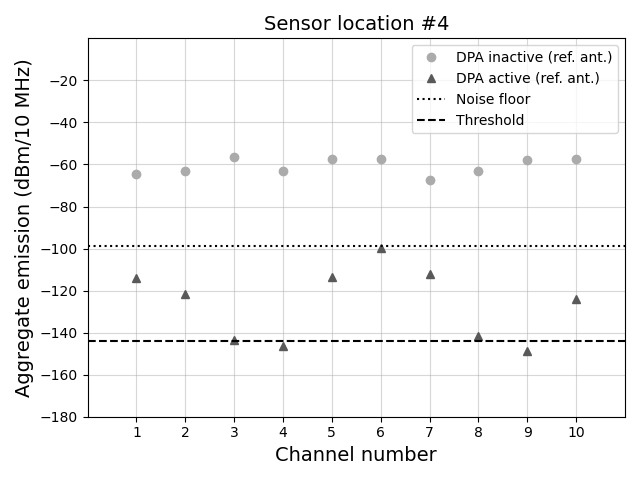 Sensor location #4
Aggregate emission (dBm/10 MHz)
−20
−40
−60
−80
−100
−120
−140
−160
−180
DPA inactive (ref. ant.)
DPA active (ref. ant.)
Noise floor
Threshold
1 2 3 4 5 6 7 8 9 10
Channel number